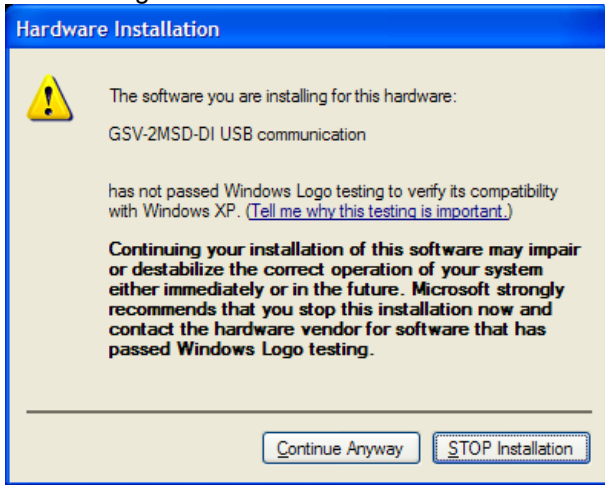 Hardware Installation
The software you are installing for this hardware:
GSV-2MSD-DI USB communication
has not passed Windows Logo testing to verify its compatibility
with Windows XP. (Tell me why this testing is important.)
Continuing your installation of this software may impair
or destabilize the correct operation of your system
either immediately or in the future. Microsoft strongly
recommends that you stop this installation now and
contact the hardware vendor for software that has
passed Windows Logo testing.
Continue Anyway
STOP Installation